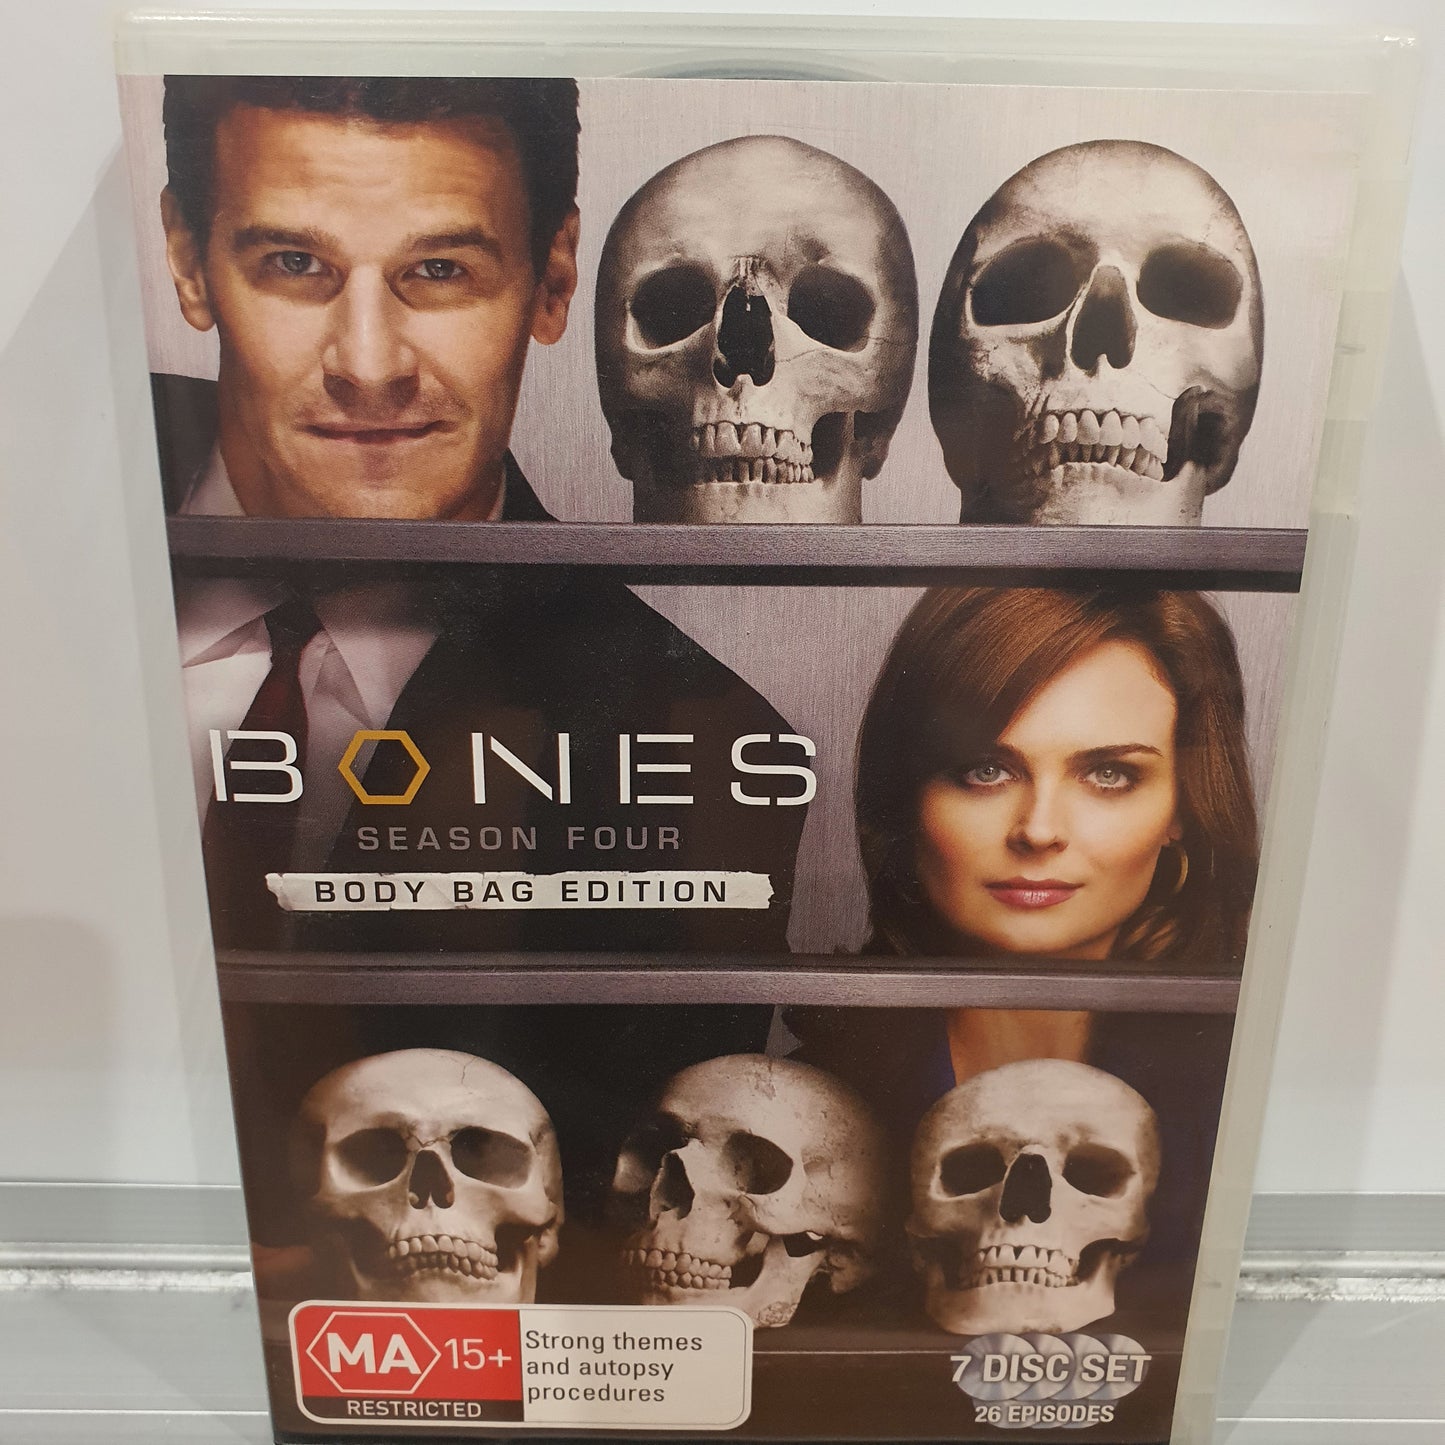 BONES
SEASON FOUR
BODY BAG EDITION
MA 15+
RESTRICTED
Strong themes
and autopsy
procedures
7 DISC SET
26 EPISODES